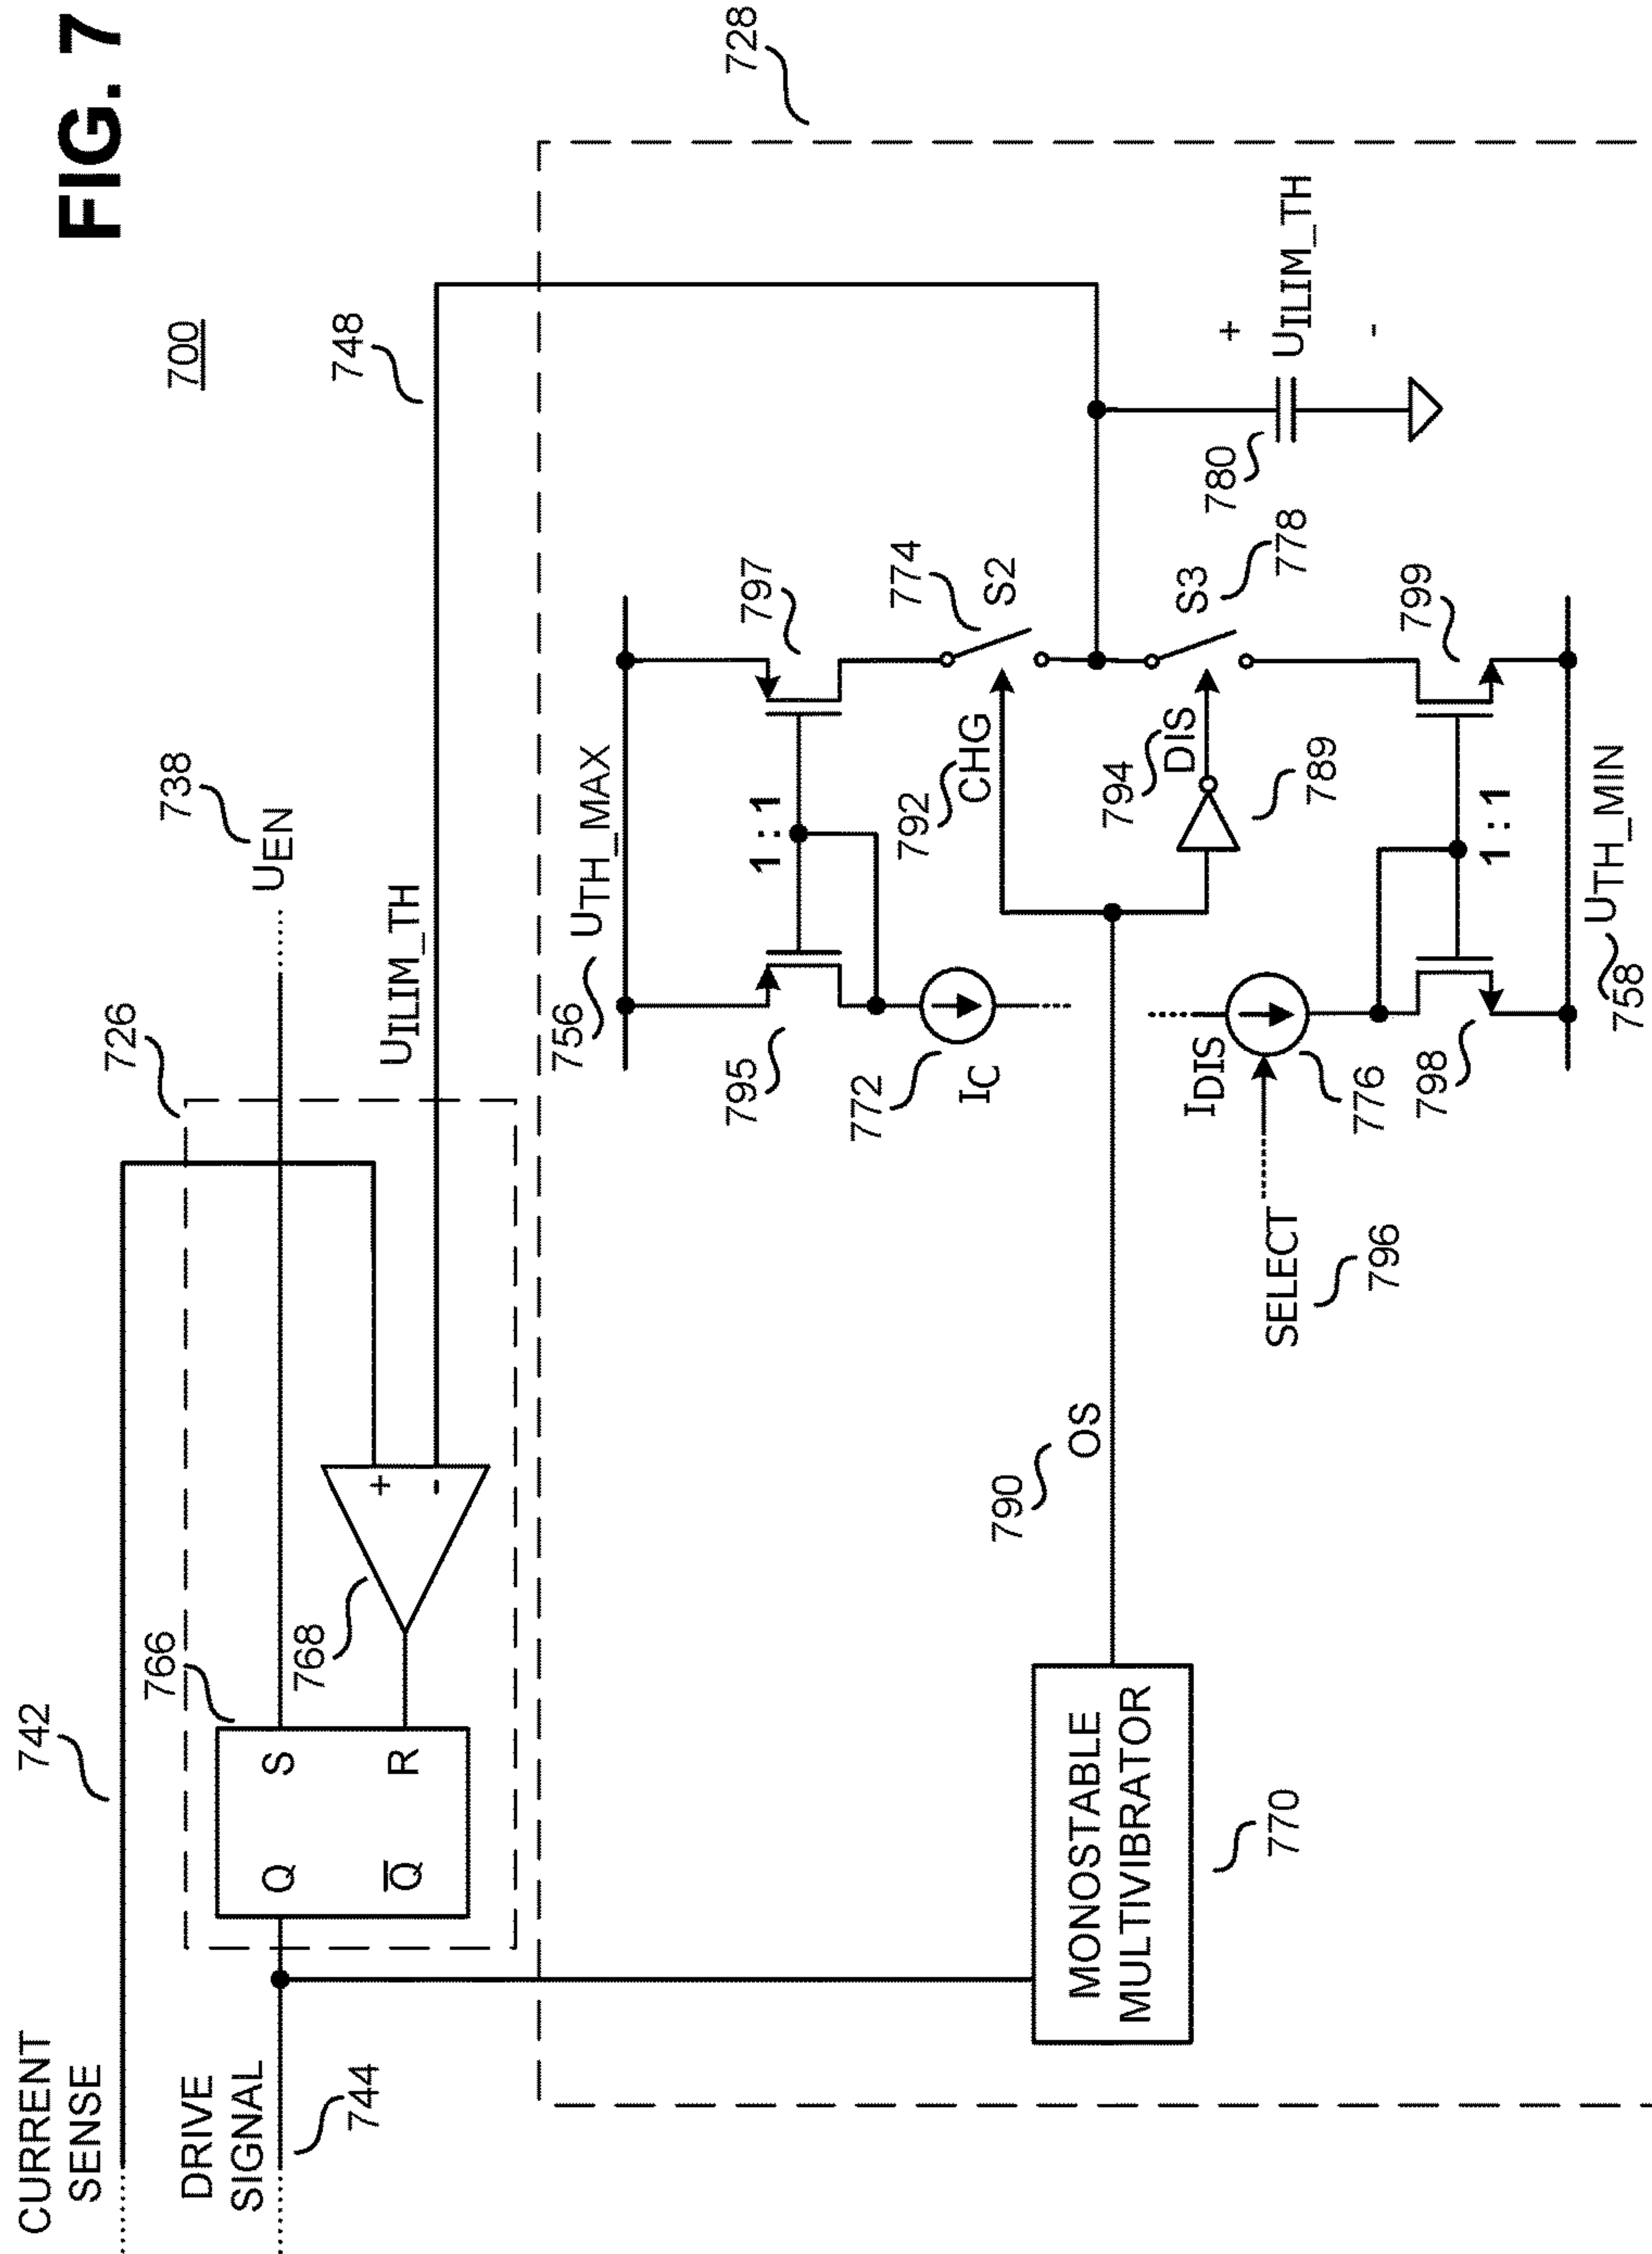 FIG. 7
700
CURRENT
SENSE
742
DRIVE
SIGNAL
744
766
Q
S
Q̅
R
768
+
-
726
738
UEN
UILIM_TH
748
728
756
UTH_MAX
795
1:1
797
772
IC
774
S2
792
CHG
794
DIS
789
S3
778
780
+
UILIM_TH
-
790
OS
MONOSTABLE
MULTIVIBRATOR
770
SELECT
796
IDIS
776
798
1:1
799
758
UTH_MIN